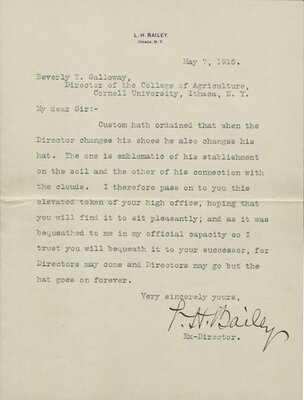 L. H. BAILEY
ITHACA, N. Y.
May 7, 1915.
Beverly T. Galloway,
Director of the College of Agriculture,
Cornell University, Ithaca, N. Y.
My dear Sir:-
Custom hath ordained that when the
Director changes his shoes he also changes his
hat. The one is emblematic of his establishment
on the soil and the other of his connection with
the clouds. I therefore pass on to you this
elevated token of your high office, hoping that
you will find it to sit pleasantly; and as it was
bequeathed to me in my official capacity so I
trust you will bequeath it to your successor, for
Directors may come and Directors may go but the
hat goes on forever.
Very sincerely yours,
L. H. Bailey
Ex-Director.